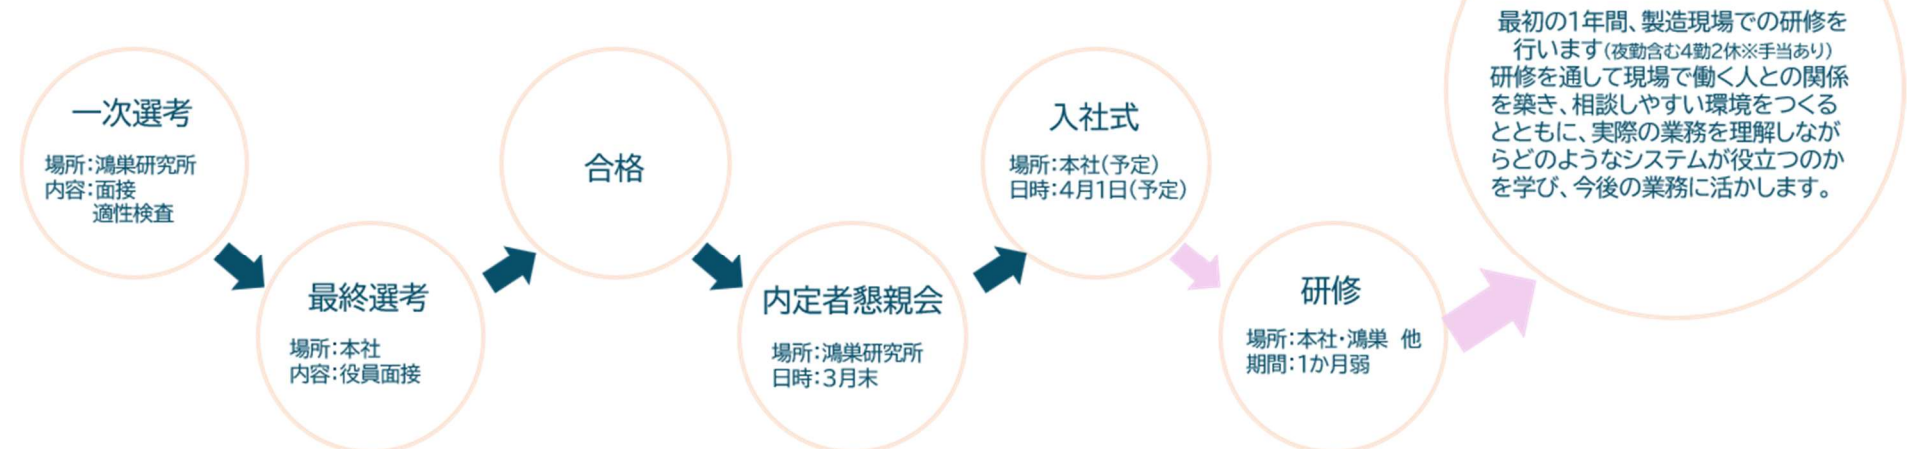 一次選考
場所：鴻巣研究所
内容：面接
適性検査
最終選考
場所：本社
内容：役員面接
合格
内定者懇親会
場所：鴻巣研究所
日時：3月末
入社式
場所：本社(予定)
日時：4月1日(予定)
研修
場所：本社・鴻巣 他
期間：1か月弱
最初の1年間、製造現場での研修を
行います(夜勤含む4勤2休※手当あり)
研修を通して現場で働く人との関係
を築き、相談しやすい環境をつくる
とともに、実際の業務を理解しなが
らどのようなシステムが役立つのか
を学び、今後の業務に活かします。